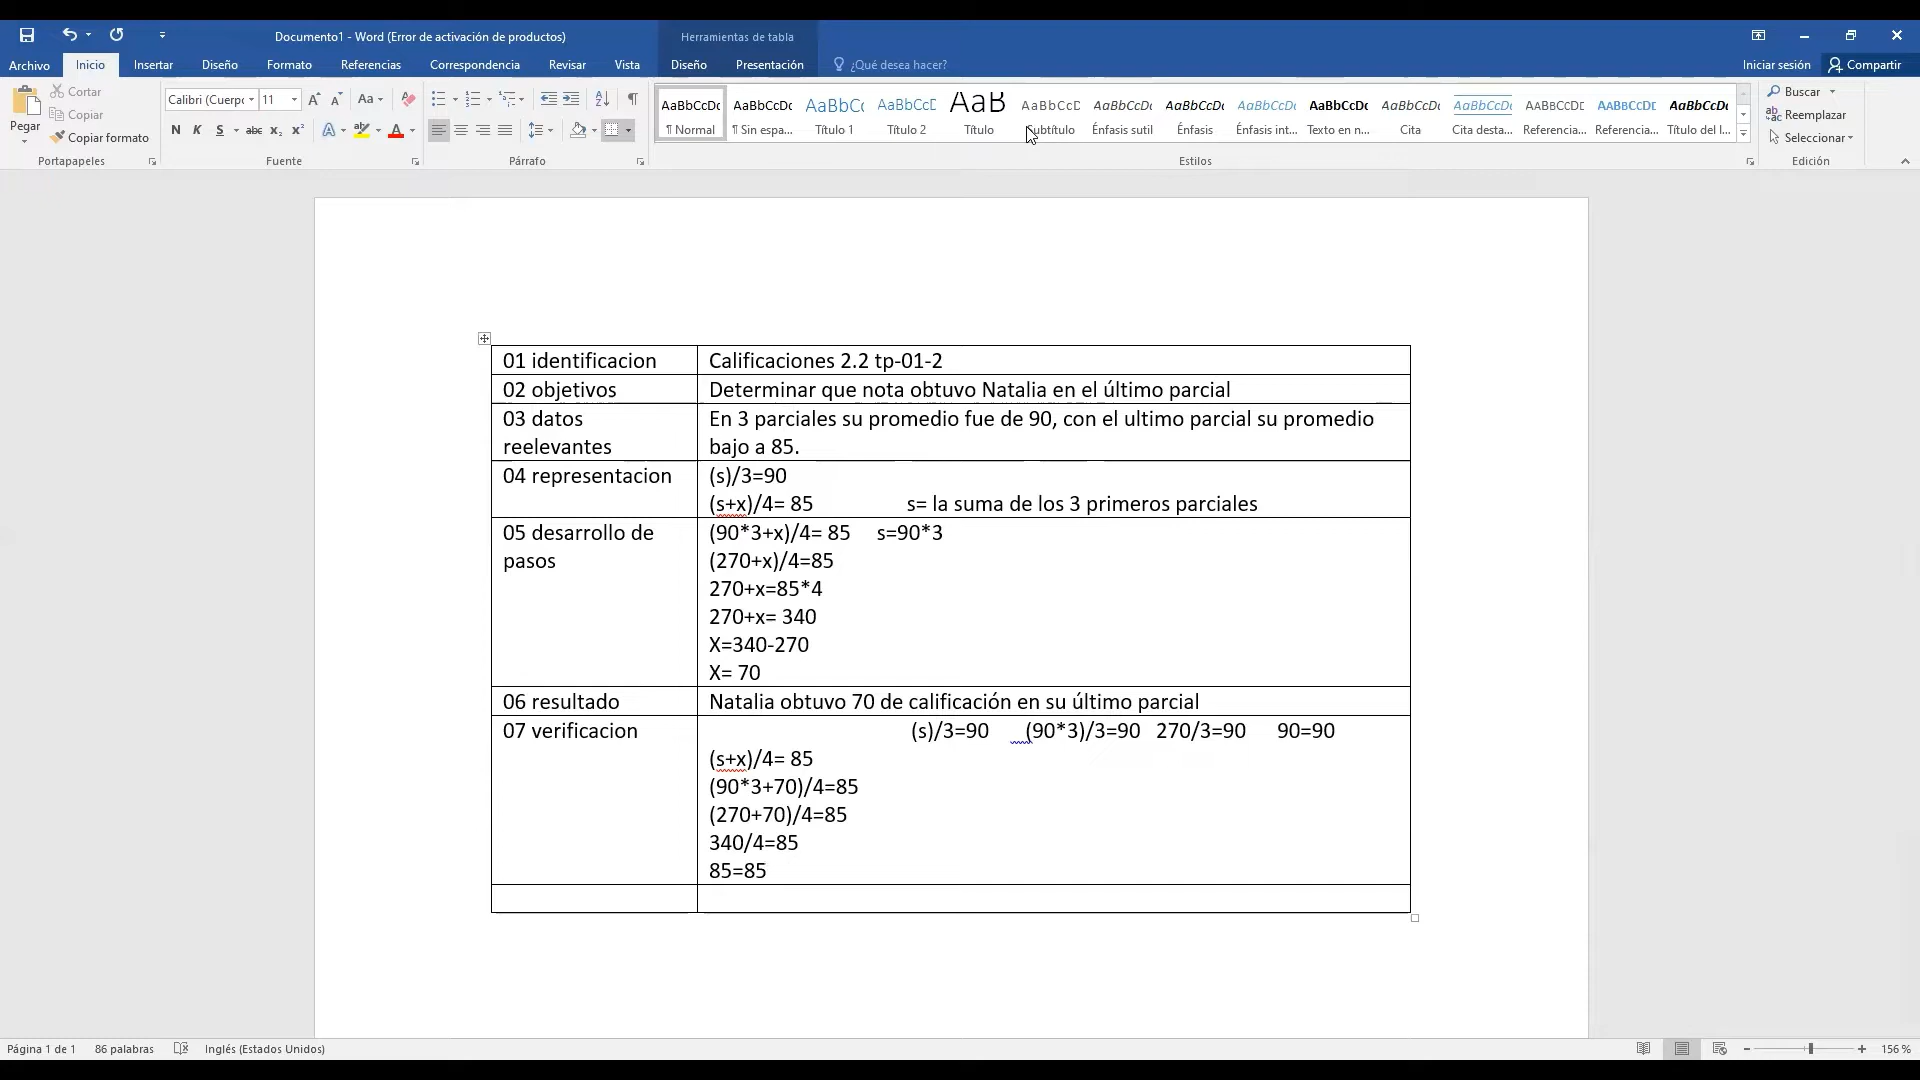 Documento1 - Word (Error de activación de productos)
Herramientas de tabla
Archivo Inicio Insertar Diseño Formato Referencias Correspondencia Revisar Vista Diseño Presentación ¿Qué desea hacer? Iniciar sesión Compartir
Pegar
Cortar
Copiar
Copiar formato
Portapapeles
Calibri (Cuerpo 11
Aa
N K S abc x₂ x²
Fuente
Párrafo
AaBbCcDc AaBbCcDc AaBbCc AaBbCcD AaB AaBbCcD AaBbCcDc AaBbCcDc AaBbCcDc AaBbCcDc AaBbCcDc AaBbCcDc AABBCCDD AABBCCDD AaBbCcDc
¶ Normal ¶ Sin espa... Título 1 Título 2 Título Subtítulo Énfasis sutil Énfasis Énfasis int... Texto en n... Cita Cita desta... Referencia... Referencia... Título del l...
Estilos
Buscar
Reemplazar
Seleccionar
Edición
01 identificacion Calificaciones 2.2 tp-01-2
02 objetivos Determinar que nota obtuvo Natalia en el último parcial
03 datos reelevantes En 3 parciales su promedio fue de 90, con el ultimo parcial su promedio
bajo a 85.
04 representacion (s)/3=90
(s+x)/4= 85 s= la suma de los 3 primeros parciales
05 desarrollo de pasos (90*3+x)/4= 85 s=90*3
(270+x)/4=85
270+x=85*4
270+x= 340
X=340-270
X= 70
06 resultado Natalia obtuvo 70 de calificación en su último parcial
07 verificacion (s)/3=90 (90*3)/3=90 270/3=90 90=90
(s+x)/4= 85
(90*3+70)/4=85
(270+70)/4=85
340/4=85
85=85
Página 1 de 1 86 palabras Inglés (Estados Unidos) 156 %